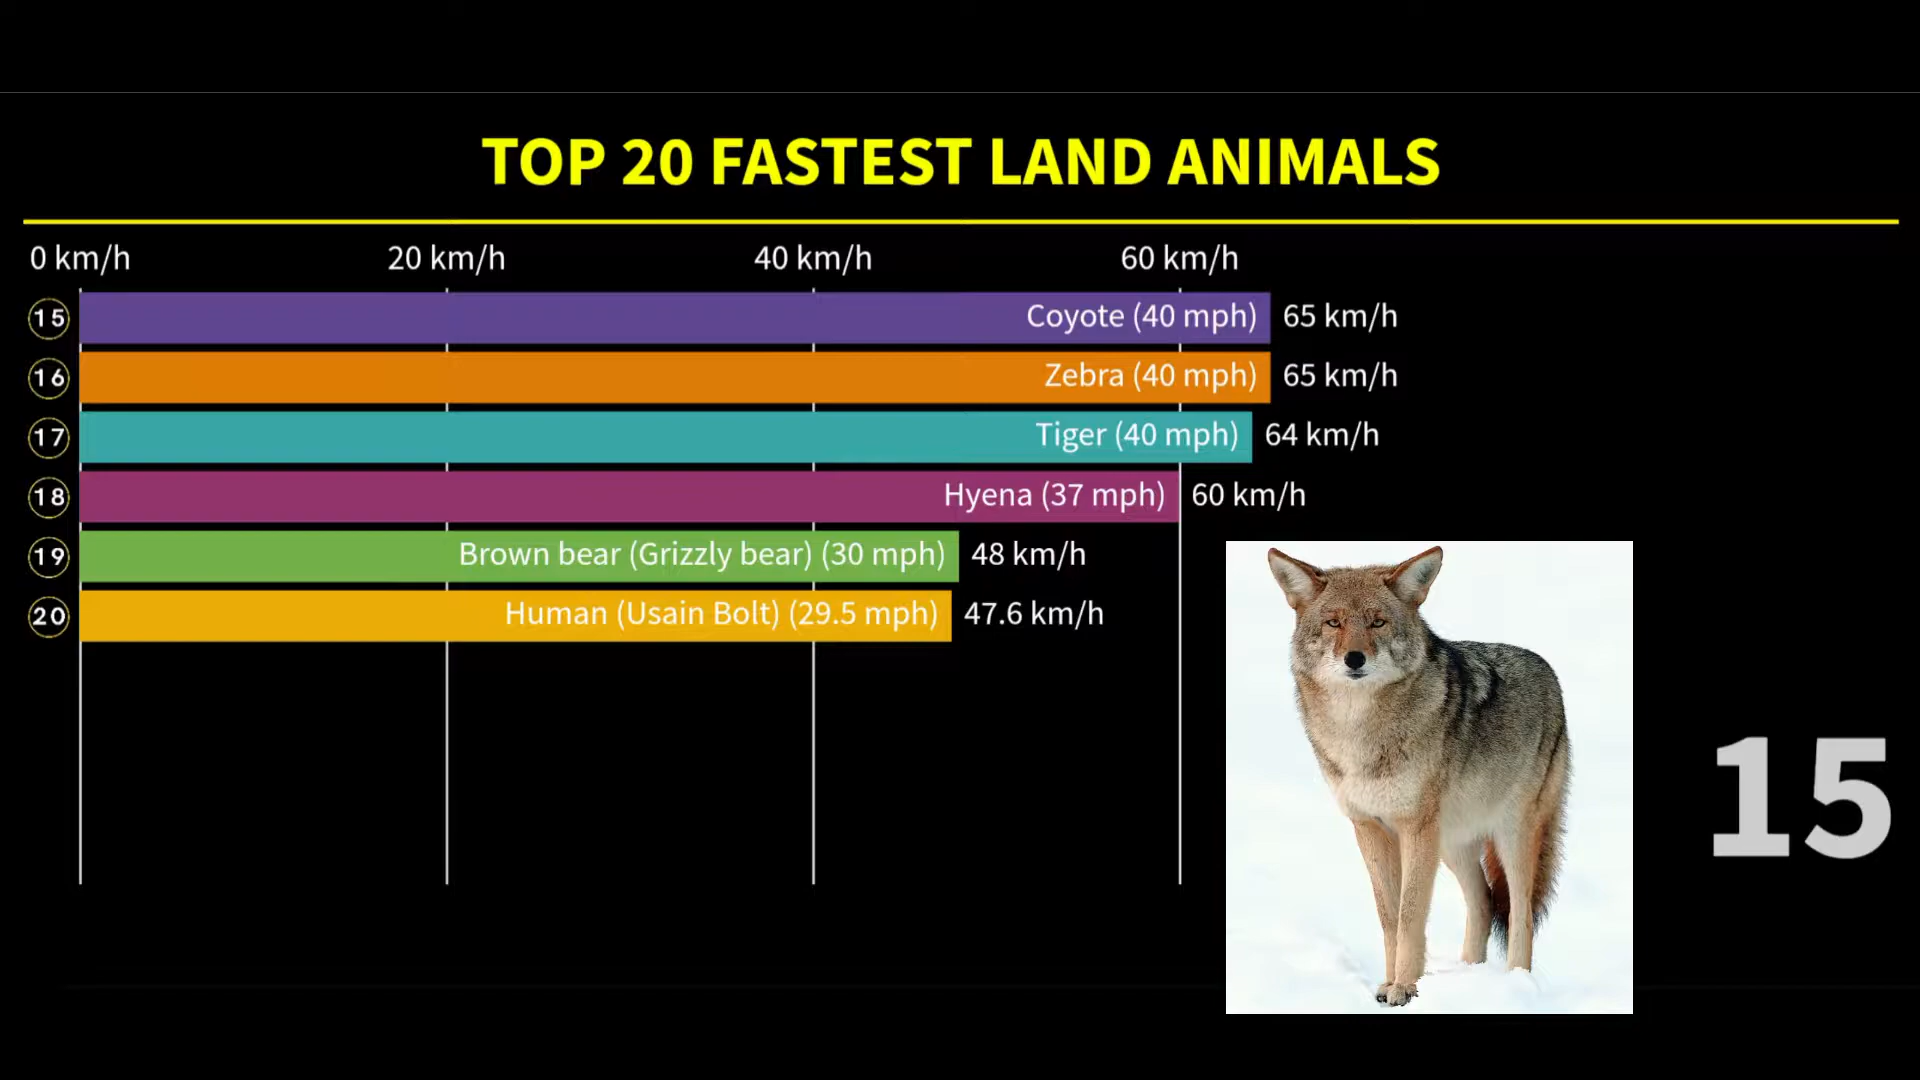 TOP 20 FASTEST LAND ANIMALS
0 km/h 20 km/h 40 km/h 60 km/h
15 Coyote (40 mph) 65 km/h
16 Zebra (40 mph) 65 km/h
17 Tiger (40 mph) 64 km/h
18 Hyena (37 mph) 60 km/h
19 Brown bear (Grizzly bear) (30 mph) 48 km/h
20 Human (Usain Bolt) (29.5 mph) 47.6 km/h
15